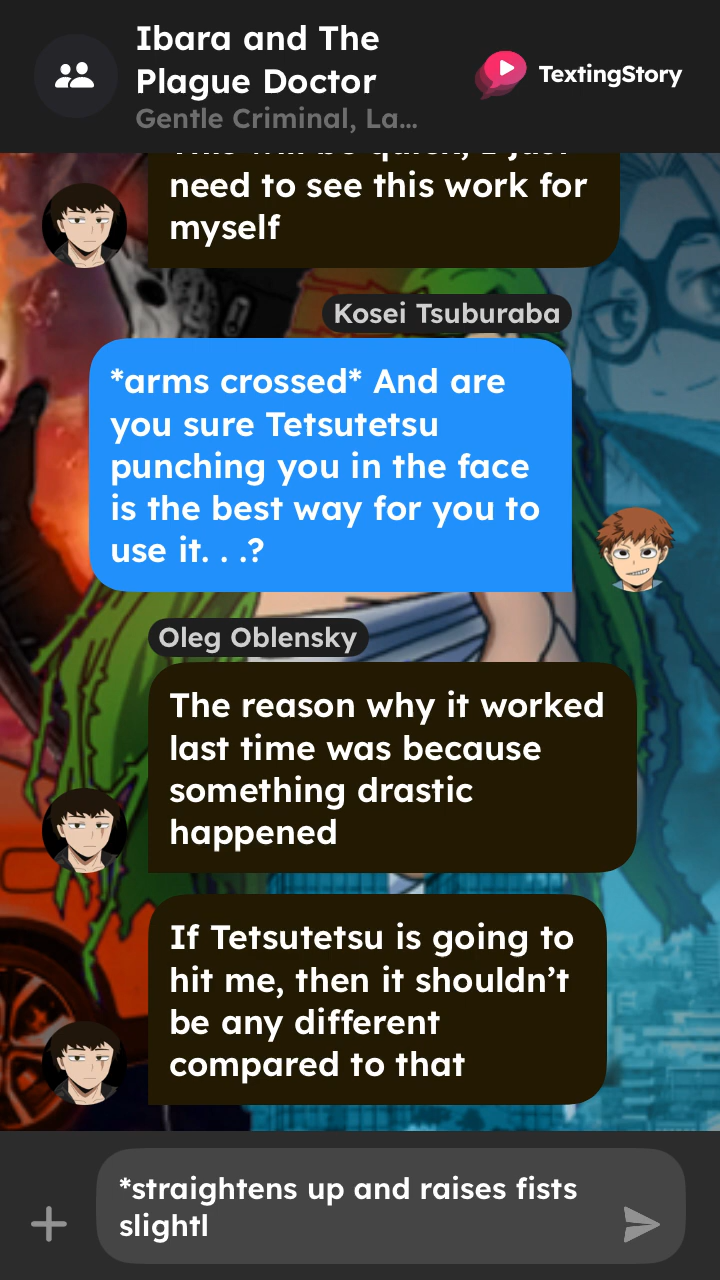 Ibara and The
Plague Doctor
Gentle Criminal, La...
TextingStory
need to see this work for
myself
Kosei Tsuburaba
*arms crossed* And are
you sure Tetsutetsu
punching you in the face
is the best way for you to
use it. . .?
Oleg Oblensky
The reason why it worked
last time was because
something drastic
happened
If Tetsutetsu is going to
hit me, then it shouldn’t
be any different
compared to that
*straightens up and raises fists
slightl